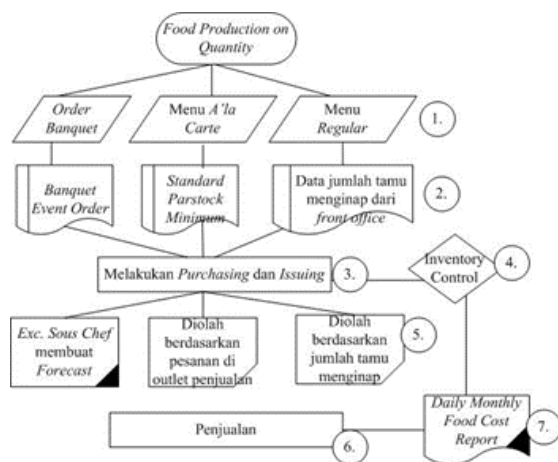 Food Production on
Quantity
Order
Banquet
Menu A'la
Carte
Menu
Regular
1.
Banquet
Event Order
Standard
Parstock
Minimum
Data jumlah tamu
menginap dari
front office
2.
Melakukan Purchasing dan Issuing
3.
Inventory
Control
4.
Exc. Sous Chef
membuat
Forecast
Diolah
berdasarkan
pesanan di
outlet penjualan
Diolah
berdasarkan
jumlah tamu
menginap
5.
Penjualan
6.
Daily Monthly
Food Cost
Report
7.